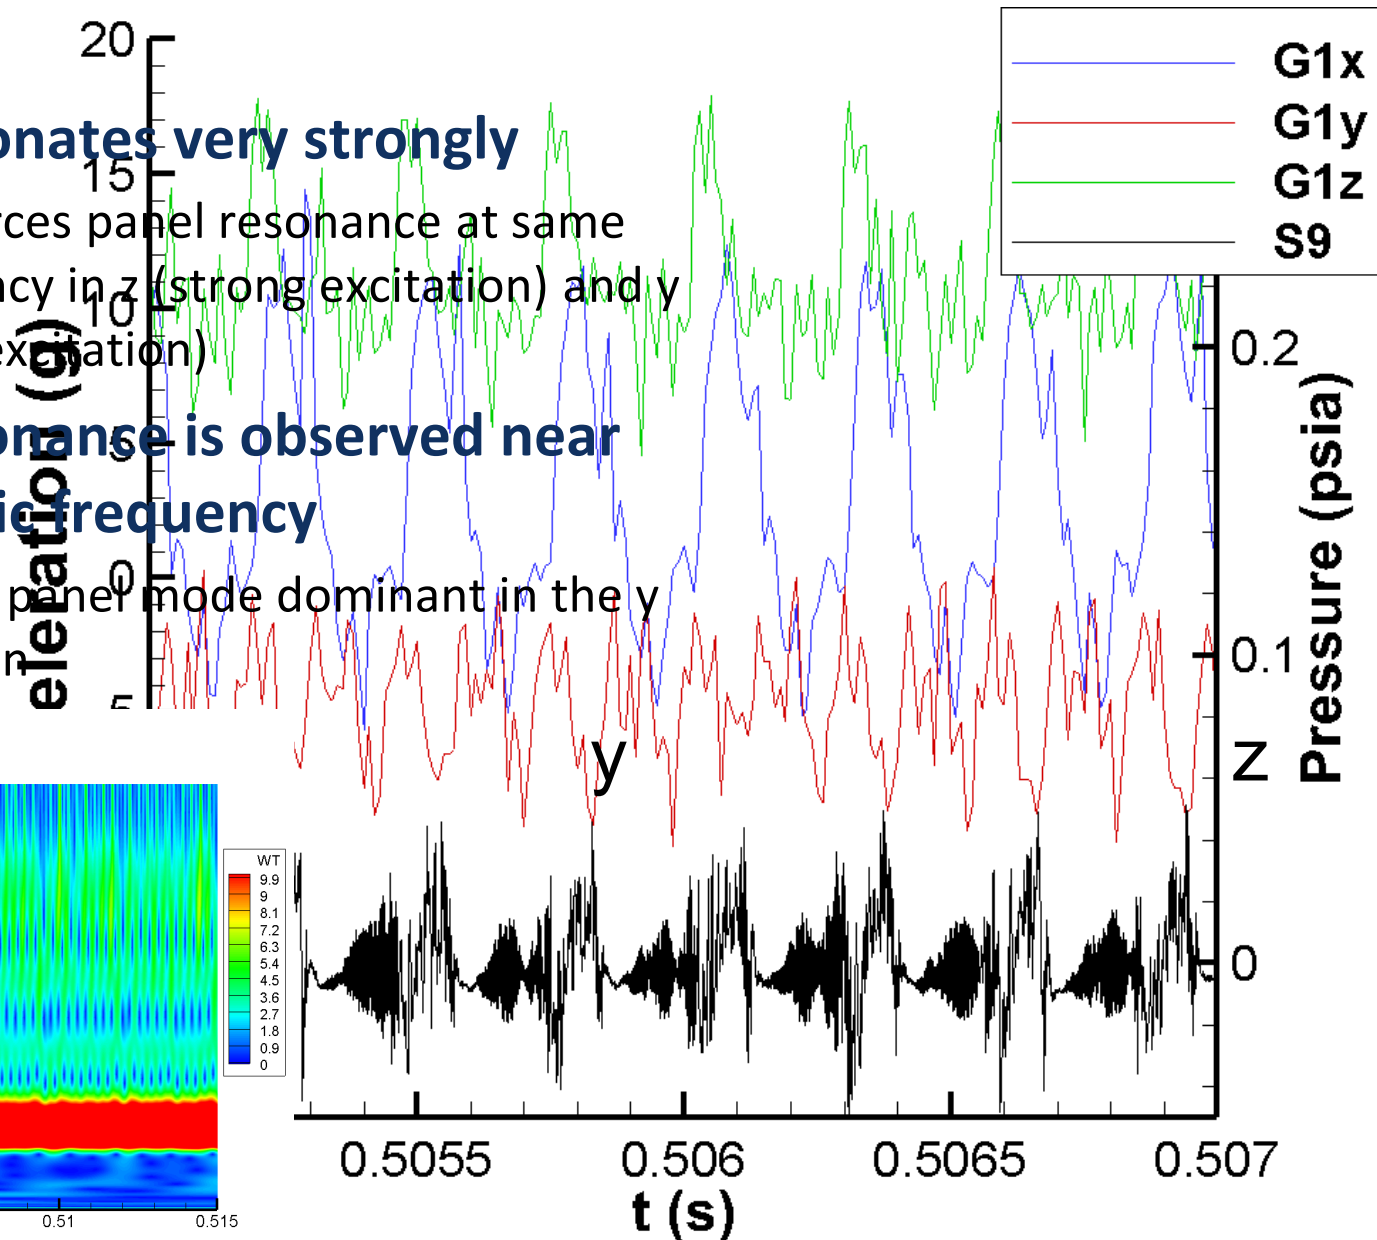 20
G1x
G1y
G1z
S9
onates very strongly
15
rces panel resonance at same
ncy in z (strong excitation) and y
10
excitation)
0.2
onance is observed near
5
ic frequency
0
panel mode dominant in the y
0.1
eleration (g)
Pressure (psia)
y
z
WT
9.9
9
8.1
7.2
6.3
5.4
4.5
3.6
2.7
1.8
0.9
0
0
0.51
0.515
0.5055
0.506
0.5065
0.507
t (s)